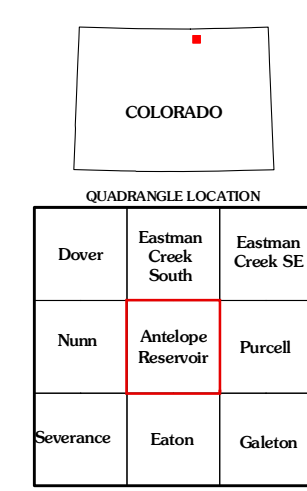 COLORADO
QUADRANGLE LOCATION
Dover
Eastman
Creek
South
Eastman
Creek SE
Nunn
Antelope
Reservoir
Purcell
Severance
Eaton
Galeton